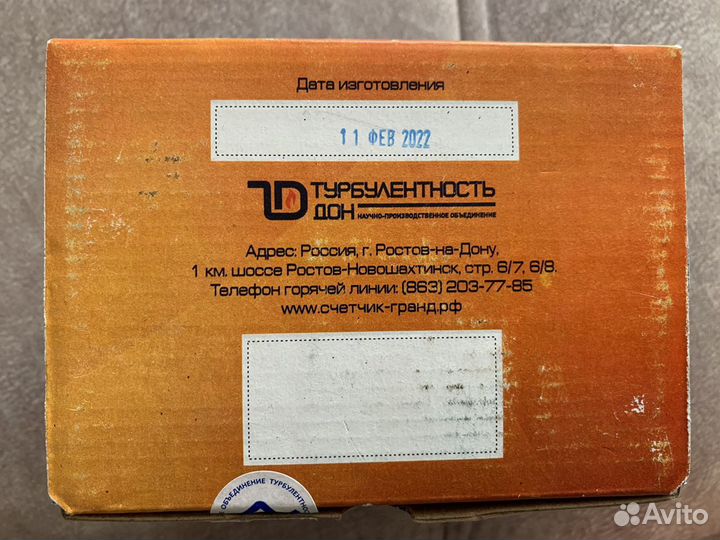 Дата изготовления
11 ФЕВ 2022
TD ТУРБУЛЕНТНОСТЬ
ДОН НАУЧНО-ПРОИЗВОДСТВЕННОЕ ОБЪЕДИНЕНИЕ
Адрес: Россия, г. Ростов-на-Дону,
1 км. шоссе Ростов-Новошахтинск, стр. 6/7, 6/8.
Телефон горячей линии: (863) 203-77-85
www.счетчик-гранд.рф
ОБЪЕДИНЕНИЕ ТУРБУЛЕНТНОС
Avito